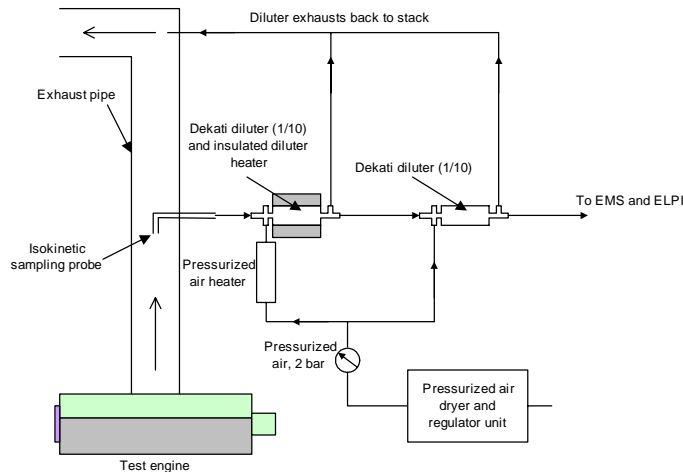 Diluter exhausts back to stack
Exhaust pipe
Dekati diluter (1/10)
and insulated diluter
heater
Dekati diluter (1/10)
To EMS and ELPI
Isokinetic
sampling probe
Pressurized
air heater
Pressurized
air, 2 bar
Pressurized air
dryer and
regulator unit
Test engine